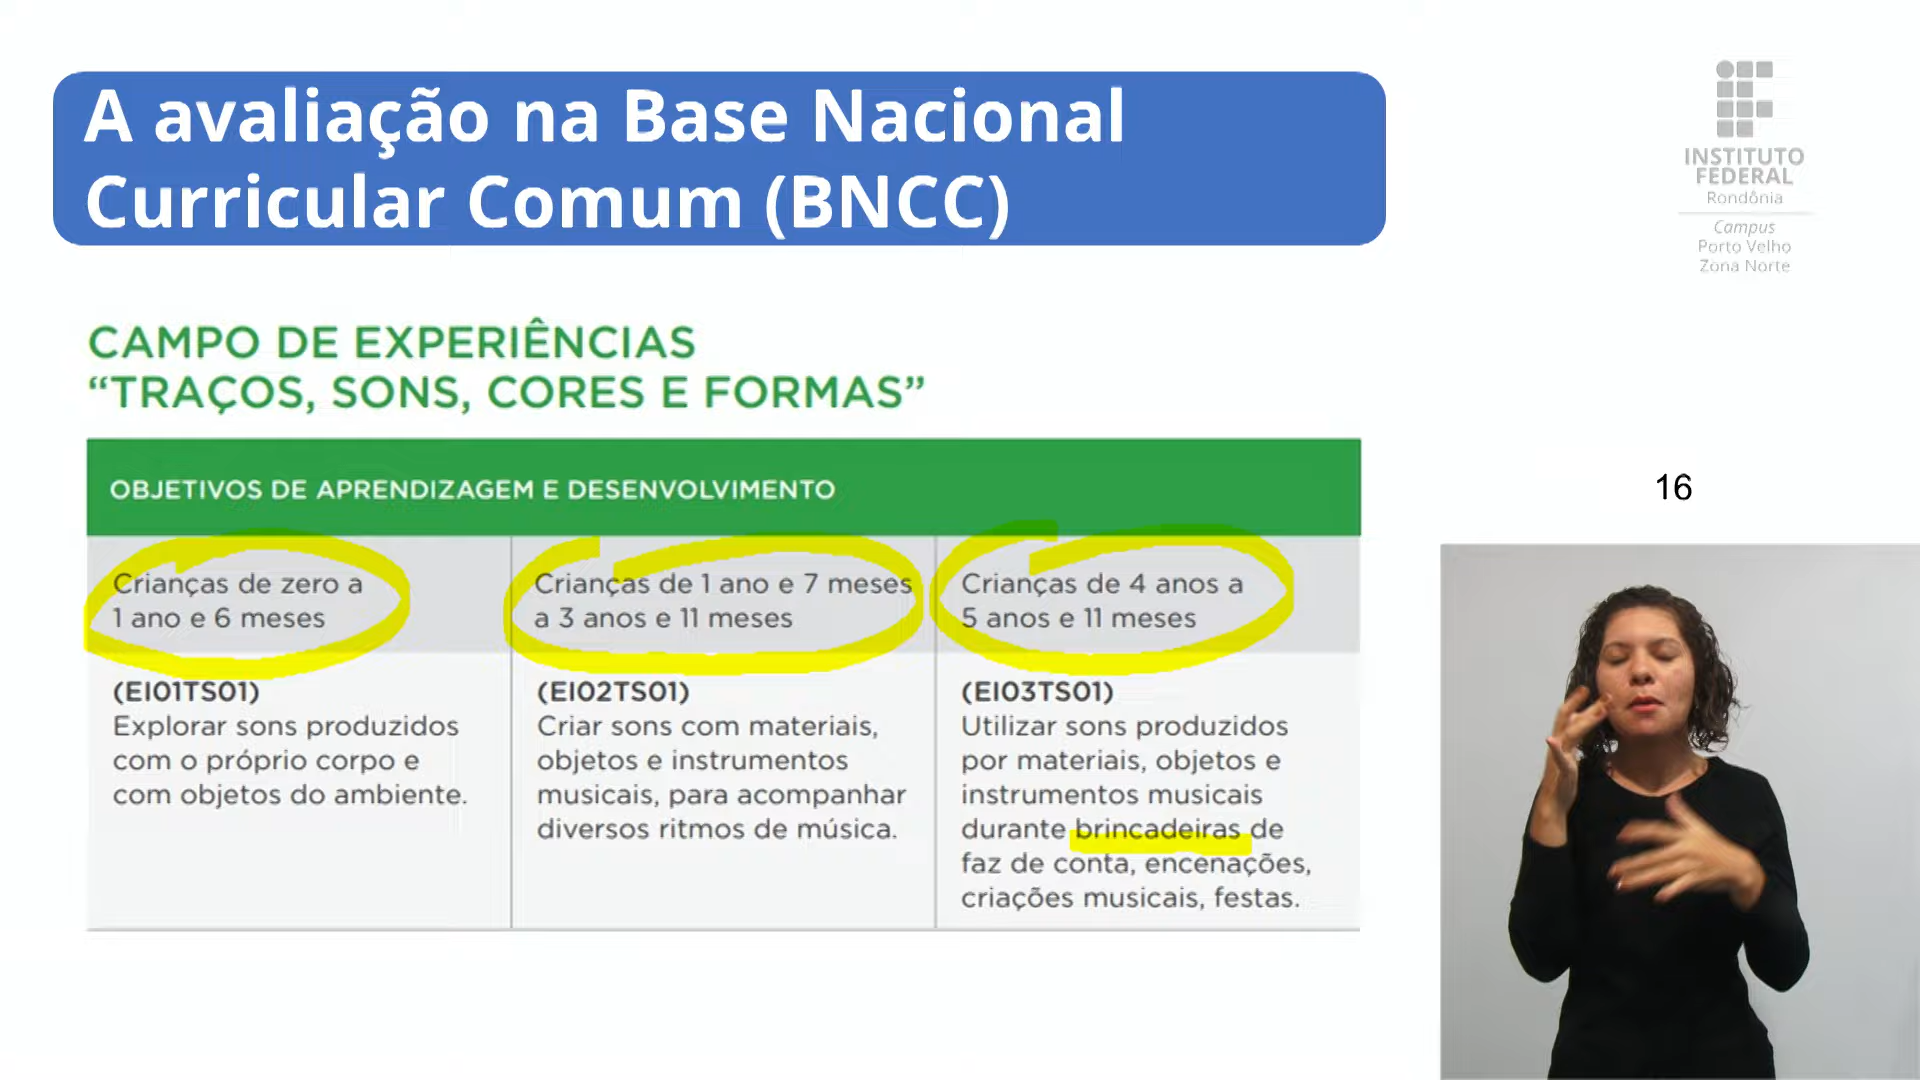 A avaliação na Base Nacional
Curricular Comum (BNCC)
INSTITUTO
FEDERAL
Rondônia
Campus
Porto Velho
Zona Norte
CAMPO DE EXPERIÊNCIAS
“TRAÇOS, SONS, CORES E FORMAS”
OBJETIVOS DE APRENDIZAGEM E DESENVOLVIMENTO
Crianças de zero a
1 ano e 6 meses
Crianças de 1 ano e 7 meses
a 3 anos e 11 meses
Crianças de 4 anos a
5 anos e 11 meses
(EI01TS01)
Explorar sons produzidos
com o próprio corpo e
com objetos do ambiente.
(EI02TS01)
Criar sons com materiais,
objetos e instrumentos
musicais, para acompanhar
diversos ritmos de música.
(EI03TS01)
Utilizar sons produzidos
por materiais, objetos e
instrumentos musicais
durante brincadeiras de
faz de conta, encenações,
criações musicais, festas.
16